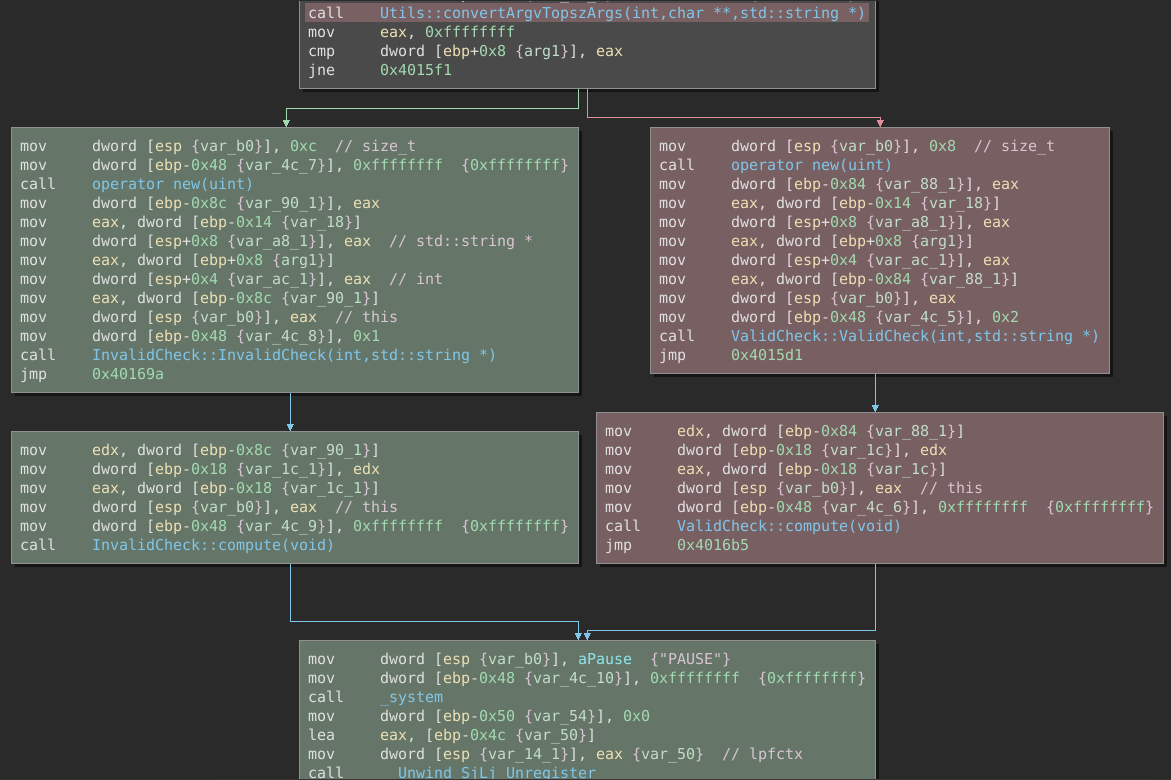 call Utils::convertArgvTopszArgs(int,char **,std::string *)
mov eax, 0xffffffff
cmp dword [ebp+0x8 {arg1}], eax
jne 0x4015f1
mov dword [esp {var_b0}], 0xc // size_t
mov dword [ebp-0x48 {var_4c_7}], 0xffffffff {0xffffffff}
call operator new(uint)
mov dword [ebp-0x8c {var_90_1}], eax
mov eax, dword [ebp-0x14 {var_18}]
mov dword [esp+0x8 {var_a8_1}], eax // std::string *
mov eax, dword [ebp+0x8 {arg1}]
mov dword [esp+0x4 {var_ac_1}], eax // int
mov eax, dword [ebp-0x8c {var_90_1}]
mov dword [esp {var_b0}], eax // this
mov dword [ebp-0x48 {var_4c_8}], 0x1
call InvalidCheck::InvalidCheck(int,std::string *)
jmp 0x40169a
mov dword [esp {var_b0}], 0x8 // size_t
call operator new(uint)
mov dword [ebp-0x84 {var_88_1}], eax
mov eax, dword [ebp-0x14 {var_18}]
mov dword [esp+0x8 {var_a8_1}], eax
mov eax, dword [ebp+0x8 {arg1}]
mov dword [esp+0x4 {var_ac_1}], eax
mov eax, dword [ebp-0x84 {var_88_1}]
mov dword [esp {var_b0}], eax
mov dword [ebp-0x48 {var_4c_5}], 0x2
call ValidCheck::ValidCheck(int,std::string *)
jmp 0x4015d1
mov edx, dword [ebp-0x8c {var_90_1}]
mov dword [ebp-0x18 {var_1c_1}], edx
mov eax, dword [ebp-0x18 {var_1c_1}]
mov dword [esp {var_b0}], eax // this
mov dword [ebp-0x48 {var_4c_9}], 0xffffffff {0xffffffff}
call InvalidCheck::compute(void)
mov edx, dword [ebp-0x84 {var_88_1}]
mov dword [ebp-0x18 {var_1c}], edx
mov eax, dword [ebp-0x18 {var_1c}]
mov dword [esp {var_b0}], eax // this
mov dword [ebp-0x48 {var_4c_6}], 0xffffffff {0xffffffff}
call ValidCheck::compute(void)
jmp 0x4016b5
mov dword [esp {var_b0}], aPause {"PAUSE"}
mov dword [ebp-0x48 {var_4c_10}], 0xffffffff {0xffffffff}
call _system
mov dword [ebp-0x50 {var_54}], 0x0
lea eax, [ebp-0x4c {var_50}]
mov dword [esp {var_14_1}], eax {var_50} // lpfctx
call __Unwind_SjLj_Unregister